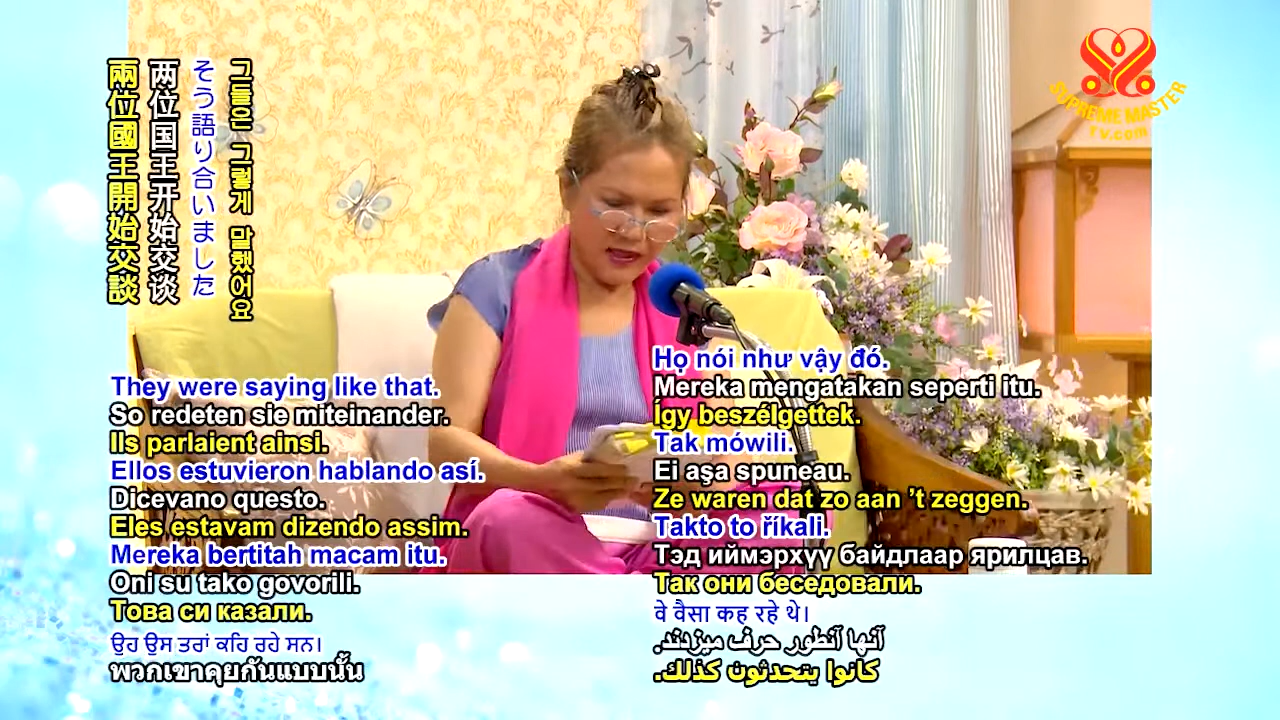 兩位國王開始交談
两位国王开始交谈
そう語り合いました
그들은 그렇게 말했어요
SUPREME MASTER
TV.com
They were saying like that.
So redeten sie miteinander.
Ils parlaient ainsi.
Ellos estuvieron hablando así.
Dicevano questo.
Eles estavam dizendo assim.
Mereka bertitah macam itu.
Oni su tako govorili.
Това си казали.
ਉਹ ਉਸ ਤਰਾਂ ਕਹਿ ਰਹੇ ਸਨ।
พวกเขาคุยกันแบบนั้น
Họ nói như vậy đó.
Mereka mengatakan seperti itu.
Így beszélgettek.
Tak mówili.
Ei aşa spuneau.
Ze waren dat zo aan ’t zeggen.
Takto to říkali.
Тэд иймэрхүү байдлаар ярилцав.
Так они беседовали.
वे वैसा कह रहे थे।
آنها آنطور حرف میزدند.
كانوا يتحدثون كذلك.